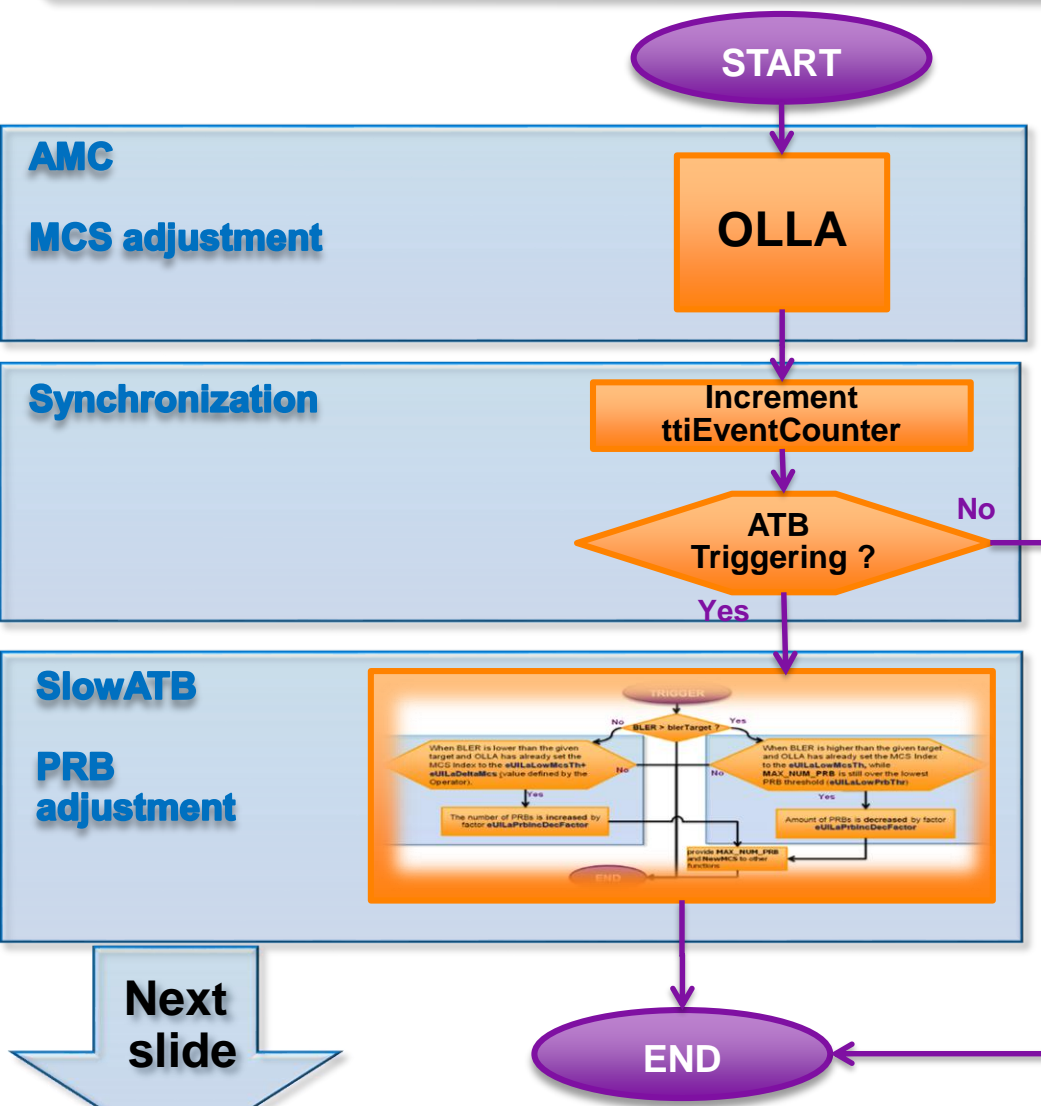 START
AMC
MCS adjustment
OLLA
Synchronization
Increment
ttiEventCounter
ATB
Triggering ?
No
Yes
SlowATB
PRB
adjustment
TRIGGER
BLER > blerTarget ?
No
Yes
When BLER is lower than the given
target and OLLA has already set the
MCS Index to the eUlLaLowMcsTh+
eUlLaDeltaMcs (value defined by the
Operator).
No
Yes
The number of PRBs is increased by
factor eUlLaPrbIncDecFactor
When BLER is higher than the given target
and OLLA has already set the MCS Index
to the eUlLaLowMcsTh, while
MAX_NUM_PRB is still over the lowest
PRB threshold (eUlLaLowPrbThr)
No
Yes
Amount of PRBs is decreased by factor
eUlLaPrbIncDecFactor
provide MAX_NUM_PRB
and NewMCS to other
functions
END
Next
slide
END